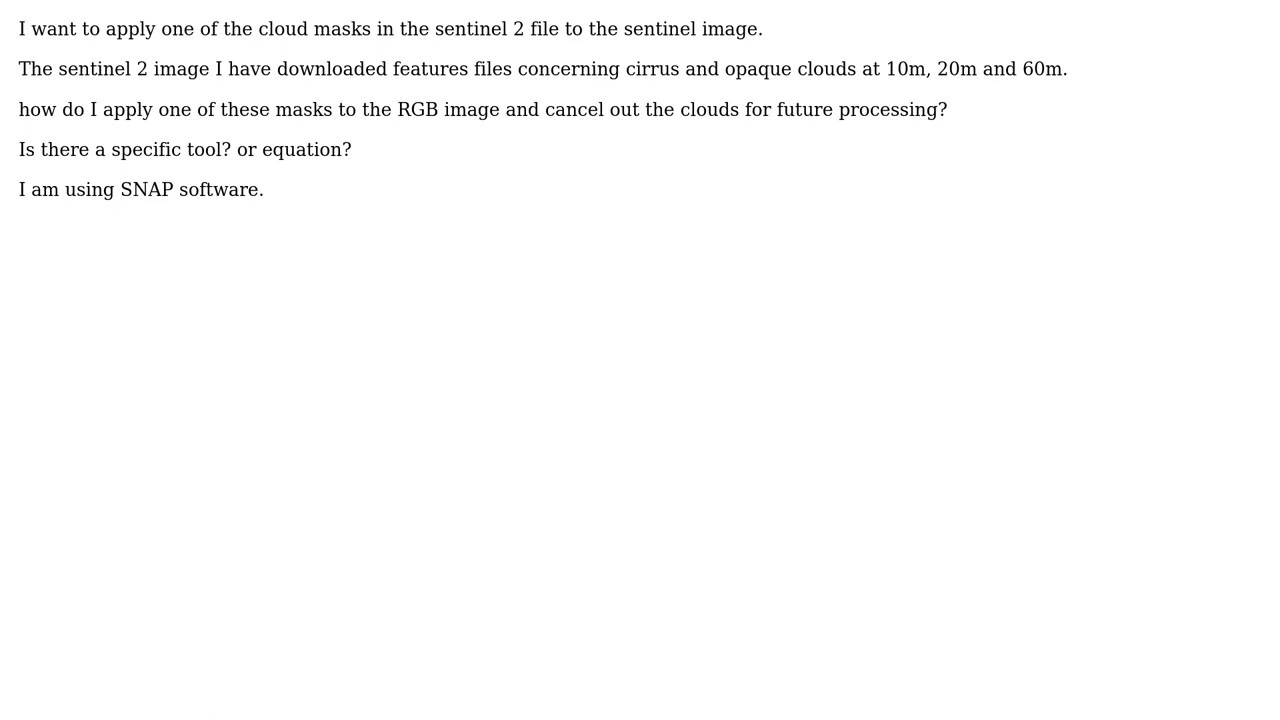 I want to apply one of the cloud masks in the sentinel 2 file to the sentinel image.
The sentinel 2 image I have downloaded features files concerning cirrus and opaque clouds at 10m, 20m and 60m.
how do I apply one of these masks to the RGB image and cancel out the clouds for future processing?
Is there a specific tool? or equation?
I am using SNAP software.